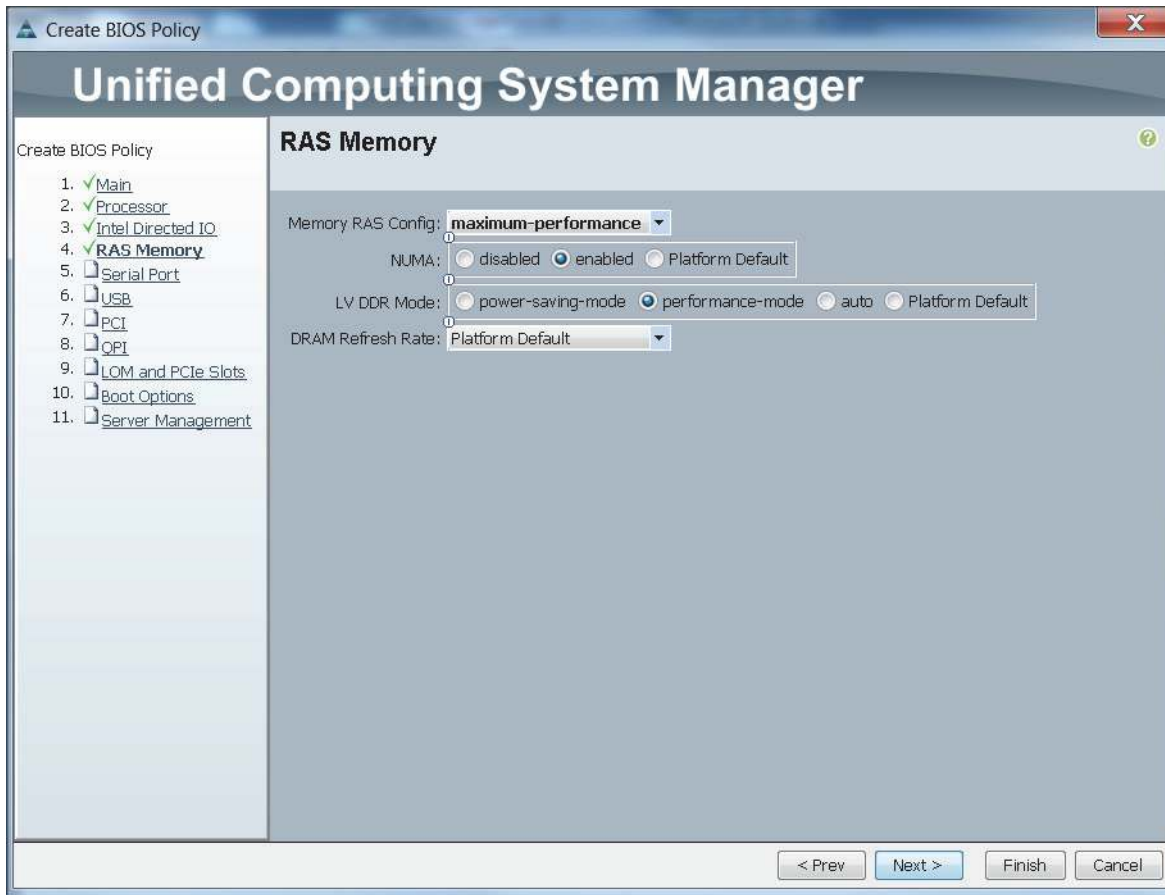 Create BIOS Policy
Unified Computing System Manager
Create BIOS Policy
1. Main
2. Processor
3. Intel Directed IO
4. RAS Memory
5. Serial Port
6. USB
7. PCI
8. QPI
9. LOM and PCIe Slots
10. Boot Options
11. Server Management
RAS Memory
Memory RAS Config: maximum-performance
NUMA: disabled enabled Platform Default
LV DDR Mode: power-saving-mode performance-mode auto Platform Default
DRAM Refresh Rate: Platform Default
< Prev Next > Finish Cancel